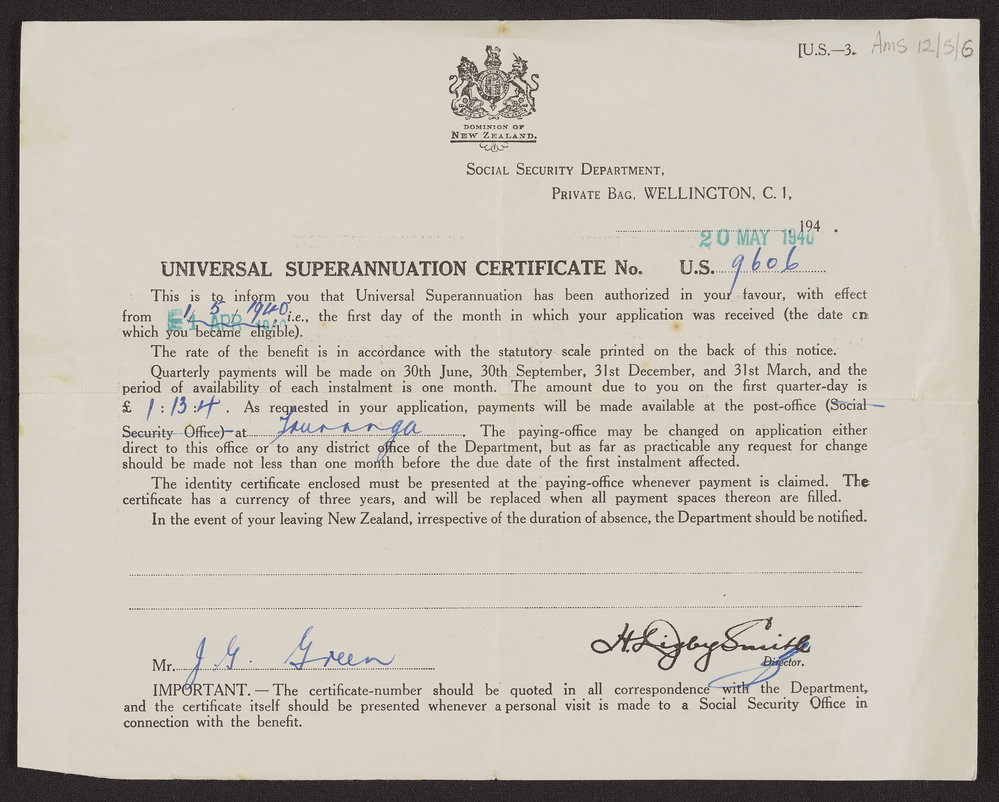 [U.S.—3. Ams 12/5/6
DOMINION OF
NEW ZEALAND.
SOCIAL SECURITY DEPARTMENT,
PRIVATE BAG, WELLINGTON, C. 1,
194 .
20 MAY 1940
UNIVERSAL SUPERANNUATION CERTIFICATE No. U.S. 9606
This is to inform you that Universal Superannuation has been authorized in your favour, with effect
from 1 APR 1940 1/5 1940 i.e., the first day of the month in which your application was received (the date on
which you became eligible).
The rate of the benefit is in accordance with the statutory scale printed on the back of this notice.
Quarterly payments will be made on 30th June, 30th September, 31st December, and 31st March, and the
period of availability of each instalment is one month. The amount due to you on the first quarter-day is
£ 1 : 13 : 4 . As requested in your application, payments will be made available at the post-office (Social
Security Office) at Tauranga. The paying-office may be changed on application either
direct to this office or to any district office of the Department, but as far as practicable any request for change
should be made not less than one month before the due date of the first instalment affected.
The identity certificate enclosed must be presented at the paying-office whenever payment is claimed. The
certificate has a currency of three years, and will be replaced when all payment spaces thereon are filled.
In the event of your leaving New Zealand, irrespective of the duration of absence, the Department should be notified.
H. Digby Smith
Mr. J. G. Green
Director.
IMPORTANT.—The certificate-number should be quoted in all correspondence with the Department,
and the certificate itself should be presented whenever a personal visit is made to a Social Security Office in
connection with the benefit.